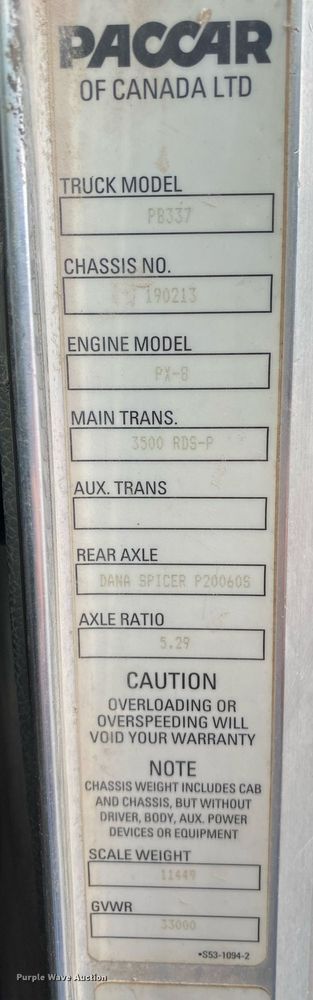 PACCAR
OF CANADA LTD
TRUCK MODEL
PB337
CHASSIS NO.
190213
ENGINE MODEL
PX-8
MAIN TRANS.
3500 RDS-P
AUX. TRANS
REAR AXLE
DANA SPICER P20060S
AXLE RATIO
5.29
CAUTION
OVERLOADING OR
OVERSPEEDING WILL
VOID YOUR WARRANTY
NOTE
CHASSIS WEIGHT INCLUDES CAB
AND CHASSIS, BUT WITHOUT
DRIVER, BODY, AUX. POWER
DEVICES OR EQUIPMENT
SCALE WEIGHT
11449
GVWR
33000
•S53-1094-2
Purple Wave Auction